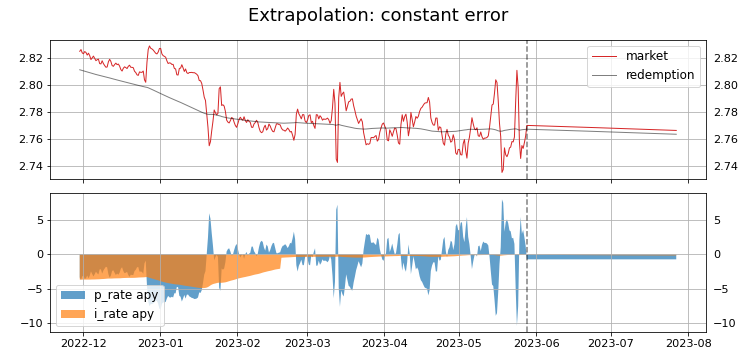 Extrapolation: constant error
2.82 2.82
2.80 2.80
2.78 2.78
2.76 2.76
2.74 2.74
market
redemption
5 5
0 0
−5 −5
−10 −10
p_rate apy
i_rate apy
2022-12 2023-01 2023-02 2023-03 2023-04 2023-05 2023-06 2023-07 2023-08